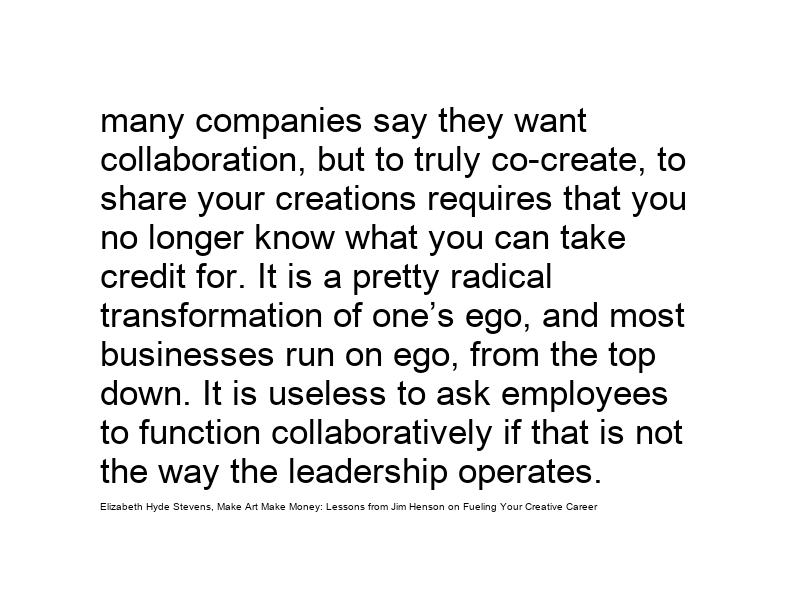 many companies say they want
collaboration, but to truly co-create, to
share your creations requires that you
no longer know what you can take
credit for. It is a pretty radical
transformation of one’s ego, and most
businesses run on ego, from the top
down. It is useless to ask employees
to function collaboratively if that is not
the way the leadership operates.
Elizabeth Hyde Stevens, Make Art Make Money: Lessons from Jim Henson on Fueling Your Creative Career